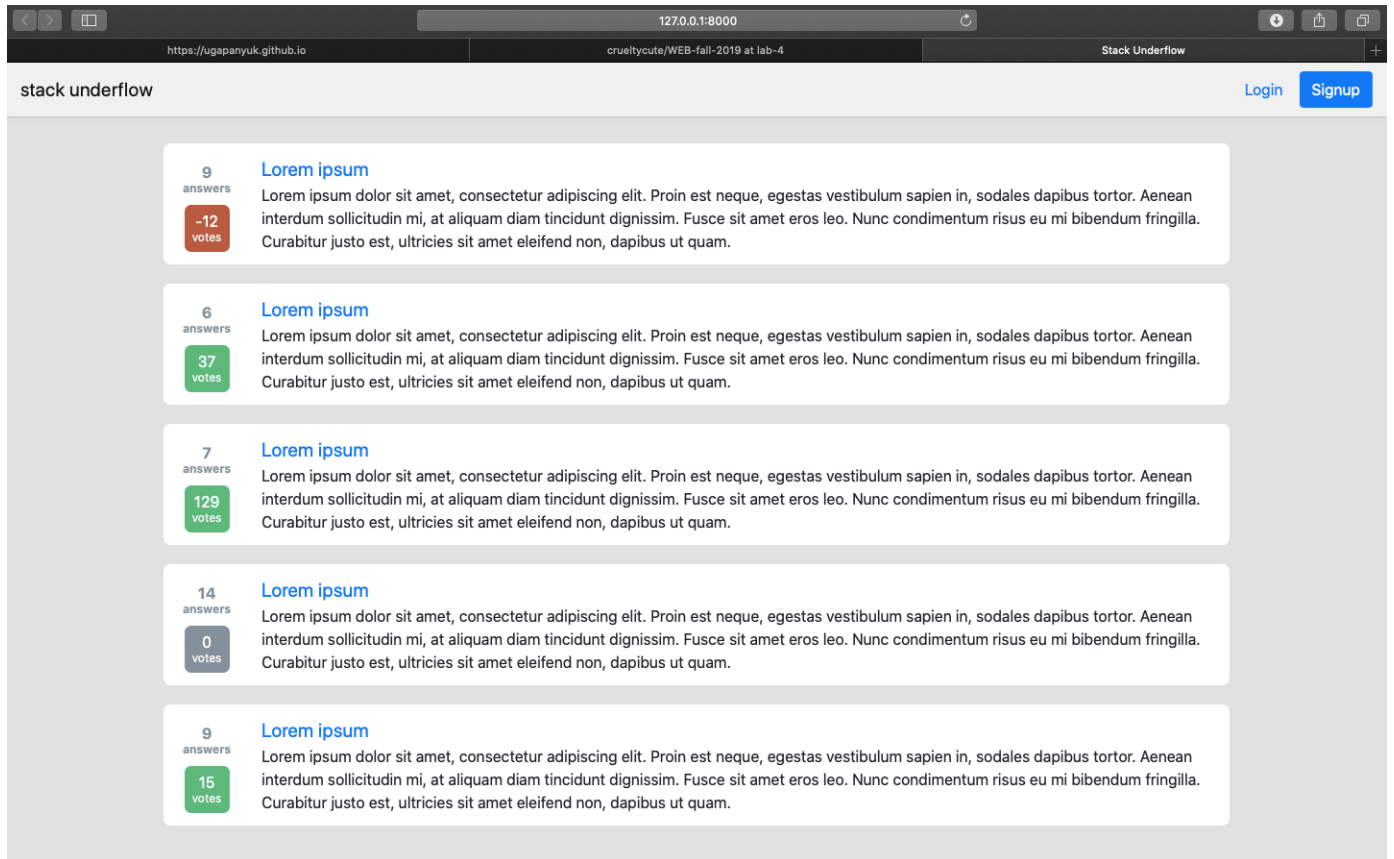 127.0.0.1:8000
https://ugapanyuk.github.io
crueltycute/WEB-fall-2019 at lab-4
Stack Underflow
stack underflow
Login
Signup
9
answers
-12
votes
Lorem ipsum
Lorem ipsum dolor sit amet, consectetur adipiscing elit. Proin est neque, egestas vestibulum sapien in, sodales dapibus tortor. Aenean
interdum sollicitudin mi, at aliquam diam tincidunt dignissim. Fusce sit amet eros leo. Nunc condimentum risus eu mi bibendum fringilla.
Curabitur justo est, ultricies sit amet eleifend non, dapibus ut quam.
6
answers
37
votes
Lorem ipsum
Lorem ipsum dolor sit amet, consectetur adipiscing elit. Proin est neque, egestas vestibulum sapien in, sodales dapibus tortor. Aenean
interdum sollicitudin mi, at aliquam diam tincidunt dignissim. Fusce sit amet eros leo. Nunc condimentum risus eu mi bibendum fringilla.
Curabitur justo est, ultricies sit amet eleifend non, dapibus ut quam.
7
answers
129
votes
Lorem ipsum
Lorem ipsum dolor sit amet, consectetur adipiscing elit. Proin est neque, egestas vestibulum sapien in, sodales dapibus tortor. Aenean
interdum sollicitudin mi, at aliquam diam tincidunt dignissim. Fusce sit amet eros leo. Nunc condimentum risus eu mi bibendum fringilla.
Curabitur justo est, ultricies sit amet eleifend non, dapibus ut quam.
14
answers
0
votes
Lorem ipsum
Lorem ipsum dolor sit amet, consectetur adipiscing elit. Proin est neque, egestas vestibulum sapien in, sodales dapibus tortor. Aenean
interdum sollicitudin mi, at aliquam diam tincidunt dignissim. Fusce sit amet eros leo. Nunc condimentum risus eu mi bibendum fringilla.
Curabitur justo est, ultricies sit amet eleifend non, dapibus ut quam.
9
answers
15
votes
Lorem ipsum
Lorem ipsum dolor sit amet, consectetur adipiscing elit. Proin est neque, egestas vestibulum sapien in, sodales dapibus tortor. Aenean
interdum sollicitudin mi, at aliquam diam tincidunt dignissim. Fusce sit amet eros leo. Nunc condimentum risus eu mi bibendum fringilla.
Curabitur justo est, ultricies sit amet eleifend non, dapibus ut quam.